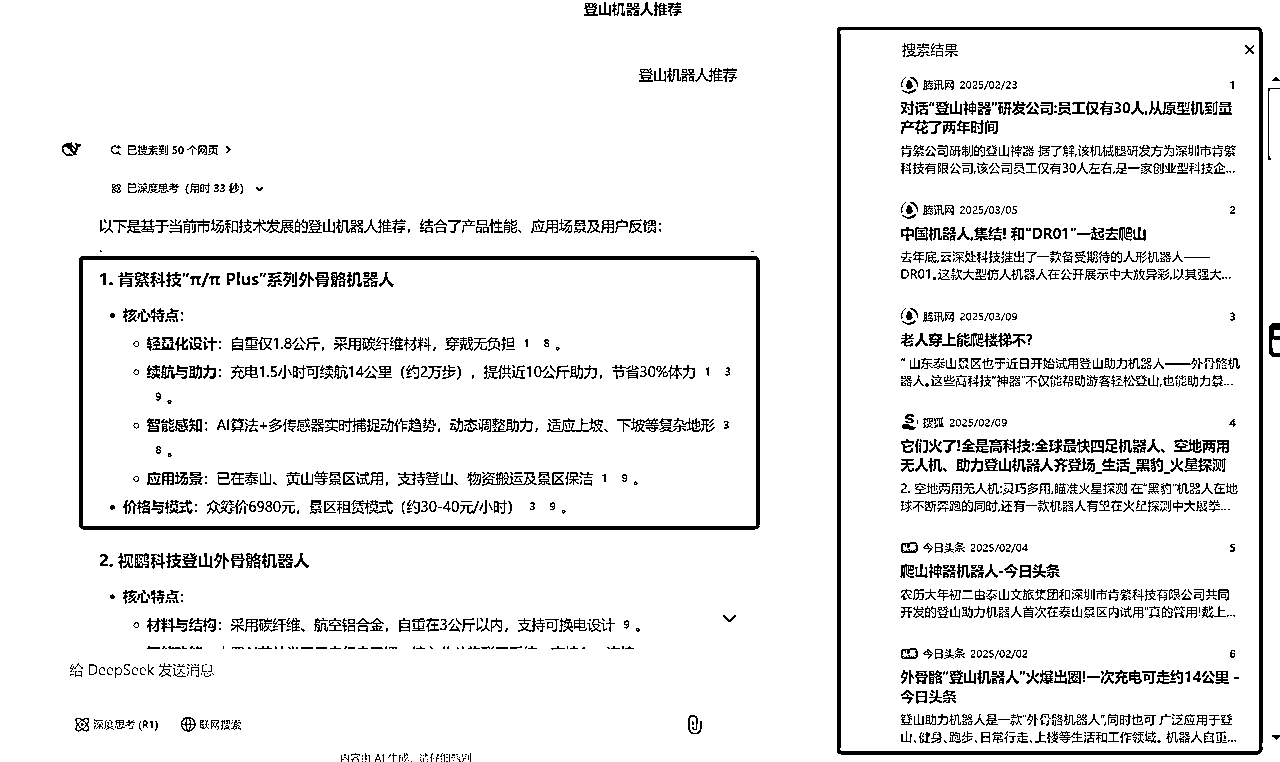 登山机器人推荐
登山机器人推荐
已搜索到 50 个网页
已深度思考（用时 33 秒）
以下是基于当前市场和技术发展的登山机器人推荐，结合了产品性能、应用场景及用户反馈：
1. 肯綮科技“π/π Plus”系列外骨骼机器人
• 核心特点：
轻量化设计：自重仅1.8公斤，采用碳纤维材料，穿戴无负担 1 8 。
续航与助力：充电1.5小时可续航14公里（约2万步），提供近10公斤助力，节省30%体力 1 3
9 。
智能感知：AI算法+多传感器实时捕捉动作趋势，动态调整助力，适应上坡、下坡等复杂地形 3
8 。
应用场景：已在泰山、黄山等景区试用，支持登山、物资搬运及景区保洁 1 9 。
• 价格与模式：众筹价6980元，景区租赁模式（约30-40元/小时） 3 9 。
2. 视鸥科技登山外骨骼机器人
• 核心特点：
材料与结构：采用碳纤维、航空铝合金，自重在3公斤以内，支持可换电设计 9 。
给 DeepSeek 发送消息
深度思考 (R1) 联网搜索
内容由 AI 生成，请仔细甄别
搜索结果
腾讯网 2025/02/23 1
对话“登山神器”研发公司:员工仅有30人,从原型机到量
产花了两年时间
肯綮公司研制的登山神器 据了解,该机械腿研发方为深圳市肯綮
科技有限公司,该公司员工仅有30人左右,是一家创业型科技企...
腾讯网 2025/03/05 2
中国机器人,集结! 和“DR01”一起去爬山
去年底,云深处科技推出了一款备受期待的人形机器人——
DR01。这款大型仿人机器人在公开展示中大放异彩,以其强大...
腾讯网 2025/03/09 3
老人穿上能爬楼梯不?
“ 山东泰山景区也于近日开始试用登山助力机器人——外骨骼机
器人。这些高科技“神器”不仅能帮助游客轻松登山,也能助力景...
搜狐 2025/02/09 4
它们火了!全是高科技:全球最快四足机器人、空地两用
无人机、助力登山机器人齐登场_生活_黑豹_火星探测
2. 空地两用无人机:灵巧多用,瞄准火星探测 在“黑豹”机器人在地
球不断奔跑的同时,还有一款机器人有望在火星探测中大展拳...
今日头条 2025/02/04 5
爬山神器机器人-今日头条
农历大年初二由泰山文旅集团和深圳市肯綮科技有限公司共同
开发的登山助力机器人首次在泰山景区内试用“真的管用!戴上...
今日头条 2025/02/02 6
外骨骼“登山机器人”火爆出圈!一次充电可走约14公里 -
今日头条
登山助力机器人是一款“外骨骼机器人”,同时也可 广泛应用于登
山、健身、跑步、日常行走、上楼等生活和工作领域。 机器人自重...